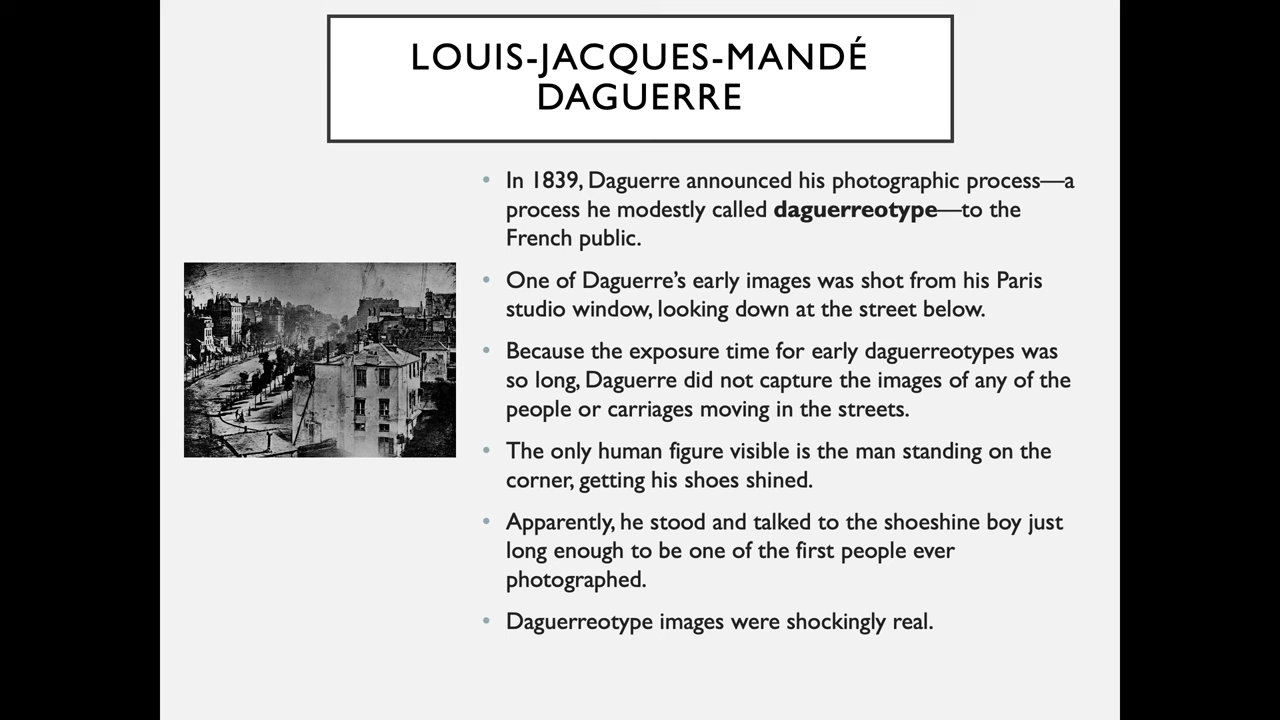 LOUIS-JACQUES-MANDÉ
DAGUERRE
• In 1839, Daguerre announced his photographic process—a
process he modestly called daguerreotype—to the
French public.
• One of Daguerre’s early images was shot from his Paris
studio window, looking down at the street below.
• Because the exposure time for early daguerreotypes was
so long, Daguerre did not capture the images of any of the
people or carriages moving in the streets.
• The only human figure visible is the man standing on the
corner, getting his shoes shined.
• Apparently, he stood and talked to the shoeshine boy just
long enough to be one of the first people ever
photographed.
• Daguerreotype images were shockingly real.